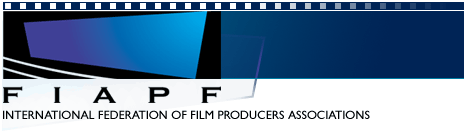 FIAPF
INTERNATIONAL FEDERATION OF FILM PRODUCERS ASSOCIATIONS